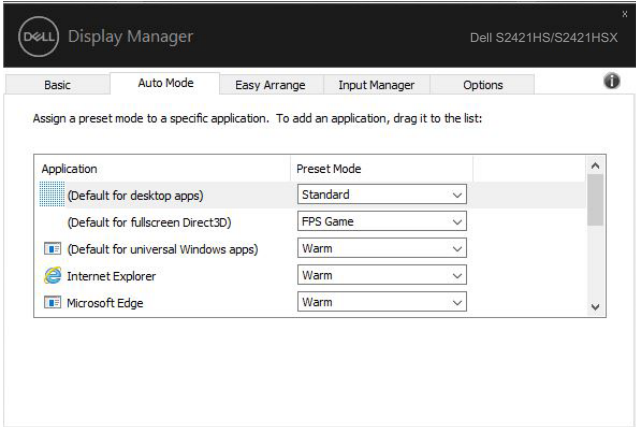 x
DELL Display Manager Dell S2421HS/S2421HSX
Basic Auto Mode Easy Arrange Input Manager Options i
Assign a preset mode to a specific application. To add an application, drag it to the list:
Application Preset Mode
(Default for desktop apps) Standard
(Default for fullscreen Direct3D) FPS Game
(Default for universal Windows apps) Warm
Internet Explorer Warm
Microsoft Edge Warm